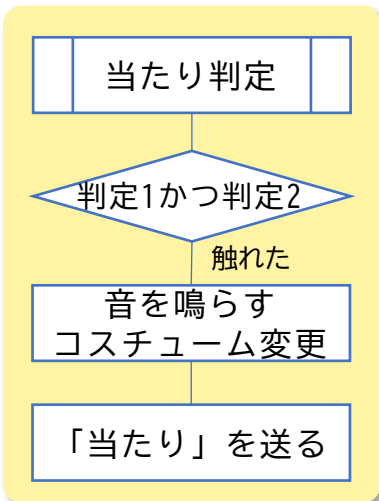 当たり判定
判定1かつ判定2
触れた
音を鳴らす
コスチューム変更
「当たり」を送る